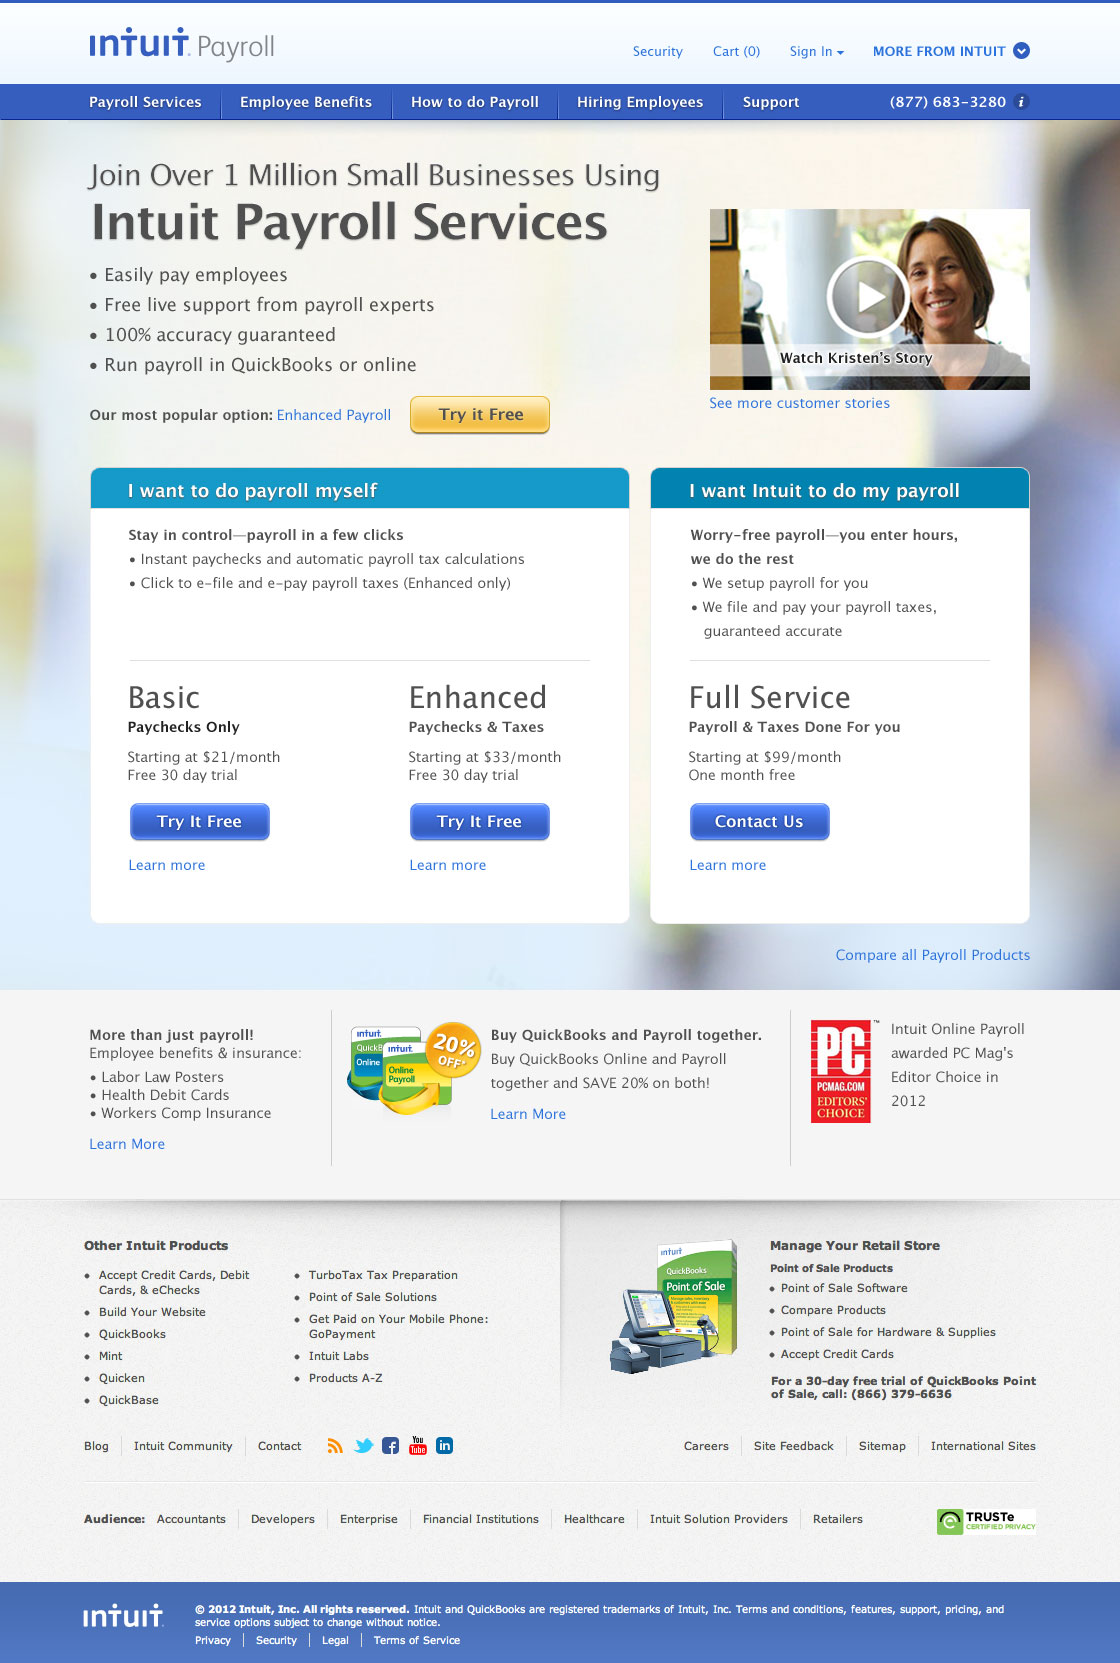 intuit. Payroll
Security Cart (0) Sign In MORE FROM INTUIT
Payroll Services Employee Benefits How to do Payroll Hiring Employees Support (877) 683-3280 i
Join Over 1 Million Small Businesses Using
Intuit Payroll Services
• Easily pay employees
• Free live support from payroll experts
• 100% accuracy guaranteed
• Run payroll in QuickBooks or online
Our most popular option: Enhanced Payroll Try it Free
Watch Kristen's Story
See more customer stories
I want to do payroll myself
Stay in control—payroll in a few clicks
• Instant paychecks and automatic payroll tax calculations
• Click to e-file and e-pay payroll taxes (Enhanced only)
Basic
Paychecks Only
Starting at $21/month
Free 30 day trial
Try It Free
Learn more
Enhanced
Paychecks & Taxes
Starting at $33/month
Free 30 day trial
Try It Free
Learn more
I want Intuit to do my payroll
Worry-free payroll—you enter hours,
we do the rest
• We setup payroll for you
• We file and pay your payroll taxes,
guaranteed accurate
Full Service
Payroll & Taxes Done For you
Starting at $99/month
One month free
Contact Us
Learn more
Compare all Payroll Products
More than just payroll!
Employee benefits & insurance:
• Labor Law Posters
• Health Debit Cards
• Workers Comp Insurance
Learn More
intuit.
QuickB
Online
intuit.
Online
Payroll
20%
OFF*
Buy QuickBooks and Payroll together.
Buy QuickBooks Online and Payroll
together and SAVE 20% on both!
Learn More
PC™
PCMAG.COM
EDITORS'
CHOICE
Intuit Online Payroll
awarded PC Mag's
Editor Choice in
2012
Other Intuit Products
• Accept Credit Cards, Debit
Cards, & eChecks
• Build Your Website
• QuickBooks
• Mint
• Quicken
• QuickBase
• TurboTax Tax Preparation
• Point of Sale Solutions
• Get Paid on Your Mobile Phone:
GoPayment
• Intuit Labs
• Products A-Z
intuit
QuickBooks
Point of Sale
Manage Your Retail Store
Point of Sale Products
• Point of Sale Software
• Compare Products
• Point of Sale for Hardware & Supplies
• Accept Credit Cards
For a 30-day free trial of QuickBooks Point
of Sale, call: (866) 379-6636
Blog Intuit Community Contact You Tube in Careers Site Feedback Sitemap International Sites
Audience: Accountants Developers Enterprise Financial Institutions Healthcare Intuit Solution Providers Retailers
TRUSTe
CERTIFIED PRIVACY
intuit.
© 2012 Intuit, Inc. All rights reserved. Intuit and QuickBooks are registered trademarks of Intuit, Inc. Terms and conditions, features, support, pricing, and
service options subject to change without notice.
Privacy Security Legal Terms of Service